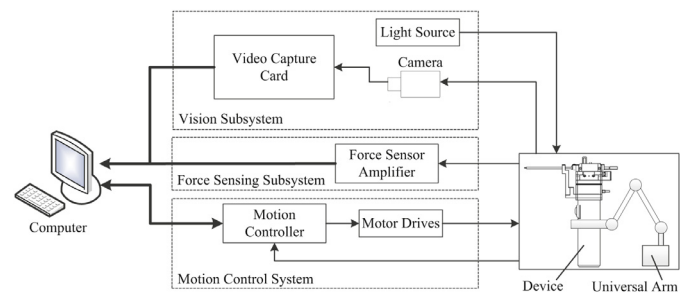 Light Source
Video Capture
Card
Camera
Vision Subsystem
Force Sensor
Amplifier
Force Sensing Subsystem
Computer
Motion
Controller
Motor Drives
Motion Control System
Device
Universal Arm